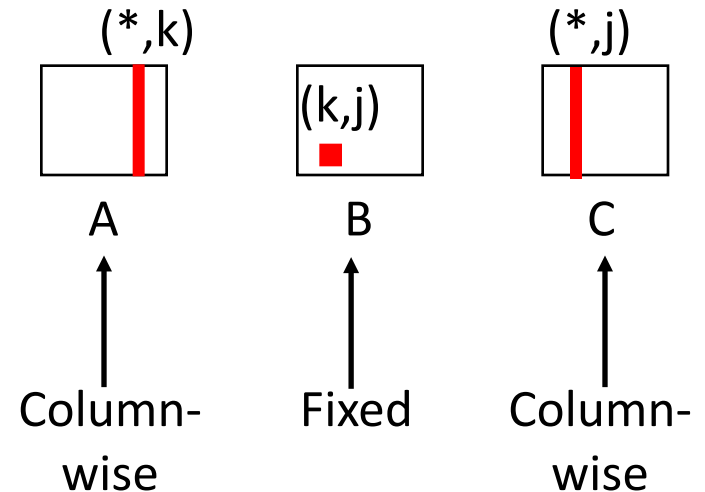 (*,k)
(k,j)
(*,j)
A
B
C
Column-
wise
Fixed
Column-
wise